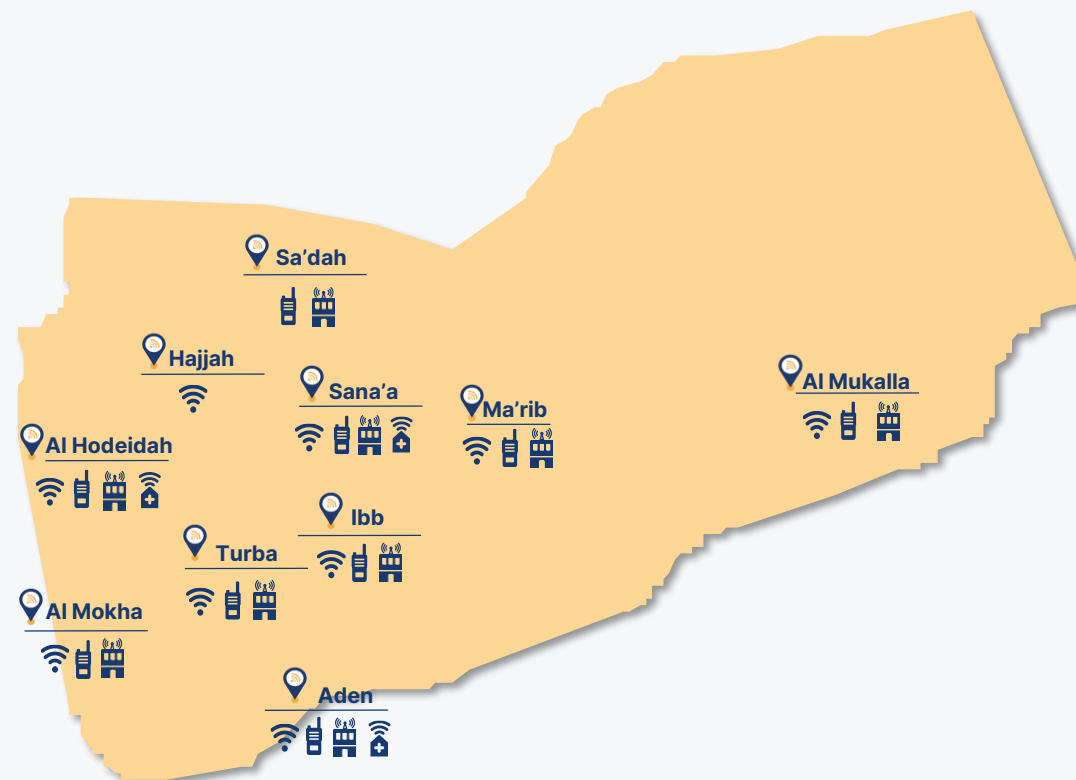 Sa’dah
Hajjah
Sana’a
Ma’rib
Al Mukalla
Al Hodeidah
Ibb
Turba
Al Mokha
Aden